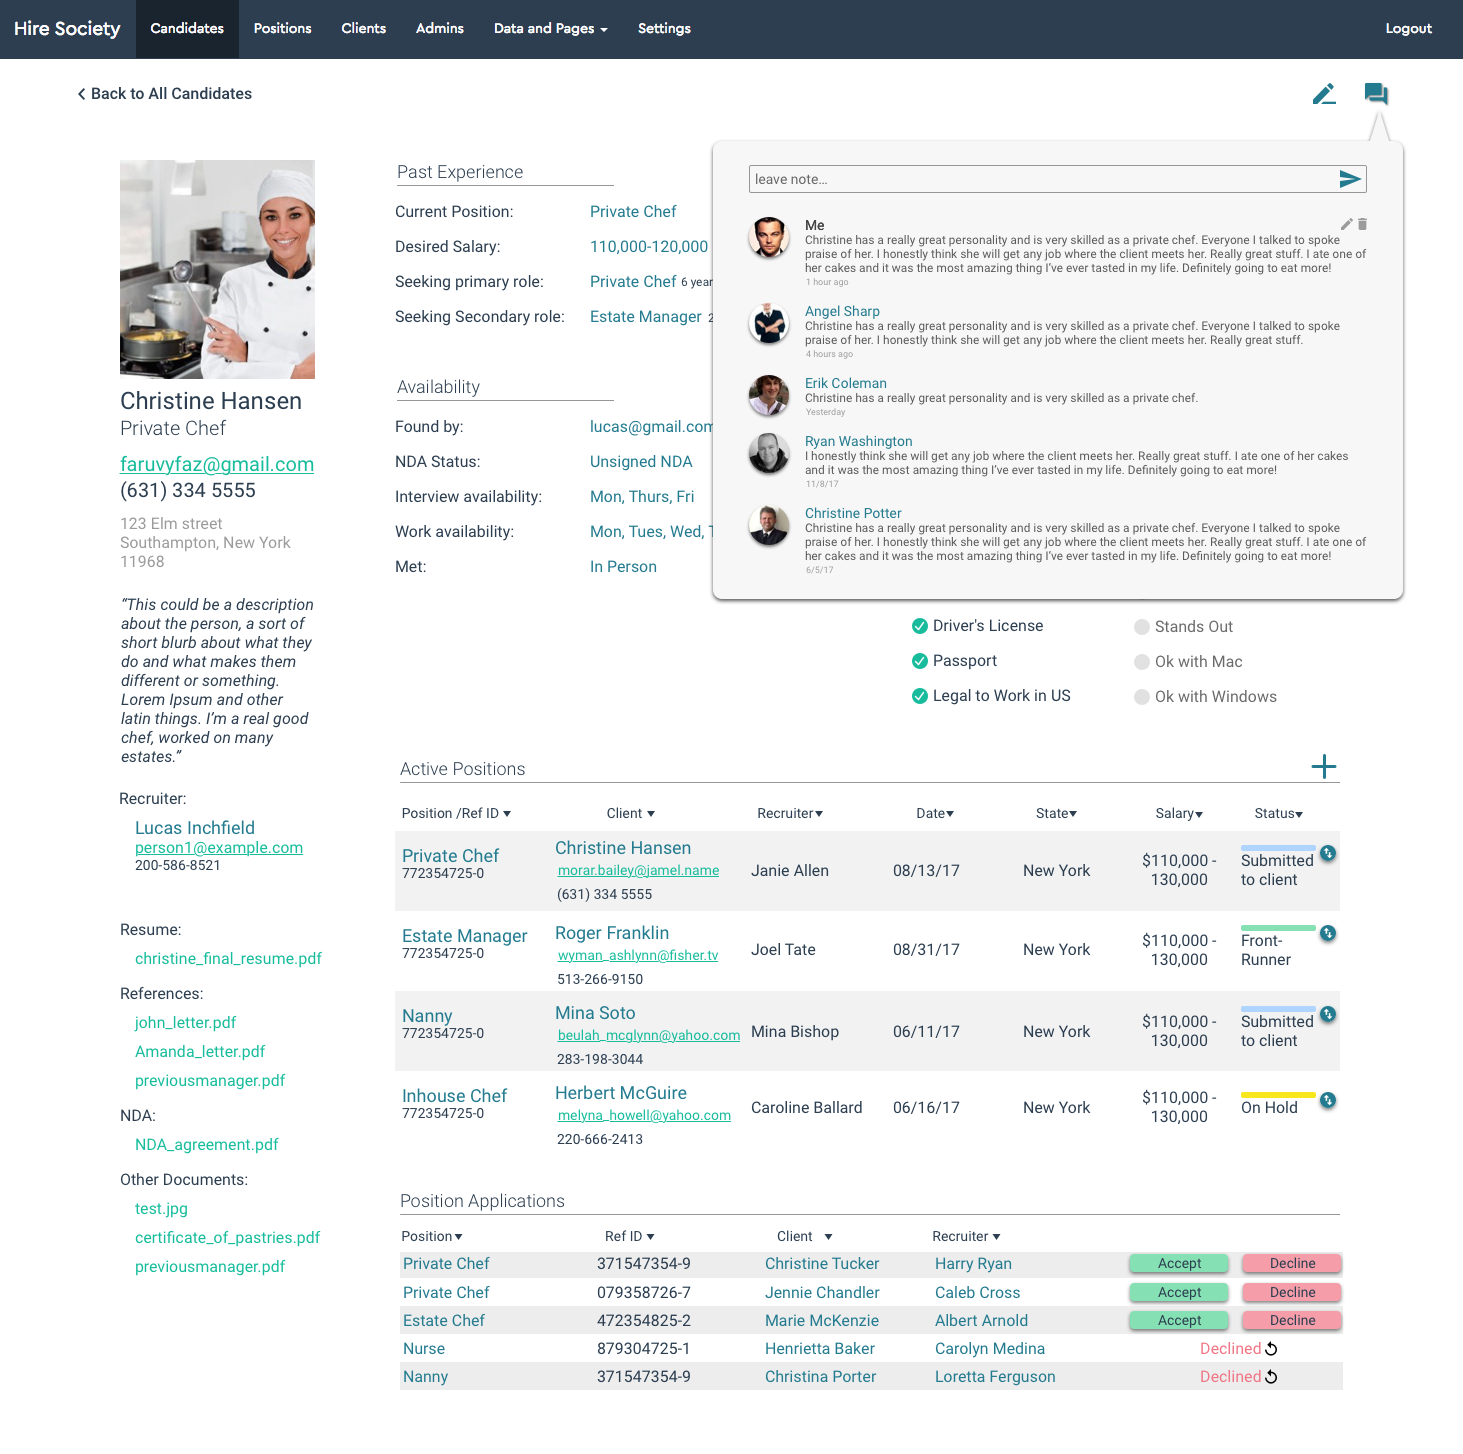 Hire Society
Candidates
Positions
Clients
Admins
Data and Pages
Settings
Logout
Back to All Candidates
Christine Hansen
Private Chef
faruvyfaz@gmail.com
(631) 334 5555
123 Elm street
Southampton, New York
11968
“This could be a description
about the person, a sort of
short blurb about what they
do and what makes them
different or something.
Lorem Ipsum and other
latin things. I’m a real good
chef, worked on many
estates.”
Recruiter:
Lucas Inchfield
person1@example.com
200-586-8521
Resume:
christine_final_resume.pdf
References:
john_letter.pdf
Amanda_letter.pdf
previousmanager.pdf
NDA:
NDA_agreement.pdf
Other Documents:
test.jpg
certificate_of_pastries.pdf
previousmanager.pdf
Past Experience
Current Position: Private Chef
Desired Salary: 110,000-120,000
Seeking primary role: Private Chef 6 year
Seeking Secondary role: Estate Manager 2
Availability
Found by: lucas@gmail.com
NDA Status: Unsigned NDA
Interview availability: Mon, Thurs, Fri
Work availability: Mon, Tues, Wed, T
Met: In Person
leave note...
Me
Christine has a really great personality and is very skilled as a private chef. Everyone I talked to spoke
praise of her. I honestly think she will get any job where the client meets her. Really great stuff. I ate one of
her cakes and it was the most amazing thing I’ve ever tasted in my life. Definitely going to eat more!
1 hour ago
Angel Sharp
Christine has a really great personality and is very skilled as a private chef. Everyone I talked to spoke
praise of her. I honestly think she will get any job where the client meets her. Really great stuff.
4 hours ago
Erik Coleman
Christine has a really great personality and is very skilled as a private chef.
Yesterday
Ryan Washington
I honestly think she will get any job where the client meets her. Really great stuff. I ate one of her cakes
and it was the most amazing thing I’ve ever tasted in my life. Definitely going to eat more!
11/8/17
Christine Potter
Christine has a really great personality and is very skilled as a private chef. Everyone I talked to spoke
praise of her. I honestly think she will get any job where the client meets her. Really great stuff. I ate one of
her cakes and it was the most amazing thing I’ve ever tasted in my life. Definitely going to eat more!
6/5/17
Driver's License
Stands Out
Passport
Ok with Mac
Legal to Work in US
Ok with Windows
Active Positions
Position /Ref ID Client Recruiter Date State Salary Status
Private Chef
772354725-0
Christine Hansen
morar.bailey@jamel.name
(631) 334 5555
Janie Allen
08/13/17
New York
$110,000 -
130,000
Submitted
to client
Estate Manager
772354725-0
Roger Franklin
wyman_ashlynn@fisher.tv
513-266-9150
Joel Tate
08/31/17
New York
$110,000 -
130,000
Front-
Runner
Nanny
772354725-0
Mina Soto
beulah_mcglynn@yahoo.com
283-198-3044
Mina Bishop
06/11/17
New York
$110,000 -
130,000
Submitted
to client
Inhouse Chef
772354725-0
Herbert McGuire
melyna_howell@yahoo.com
220-666-2413
Caroline Ballard
06/16/17
New York
$110,000 -
130,000
On Hold
Position Applications
Position Ref ID Client Recruiter
Private Chef 371547354-9 Christine Tucker Harry Ryan Accept Decline
Private Chef 079358726-7 Jennie Chandler Caleb Cross Accept Decline
Estate Chef 472354825-2 Marie McKenzie Albert Arnold Accept Decline
Nurse 879304725-1 Henrietta Baker Carolyn Medina Declined
Nanny 371547354-9 Christina Porter Loretta Ferguson Declined